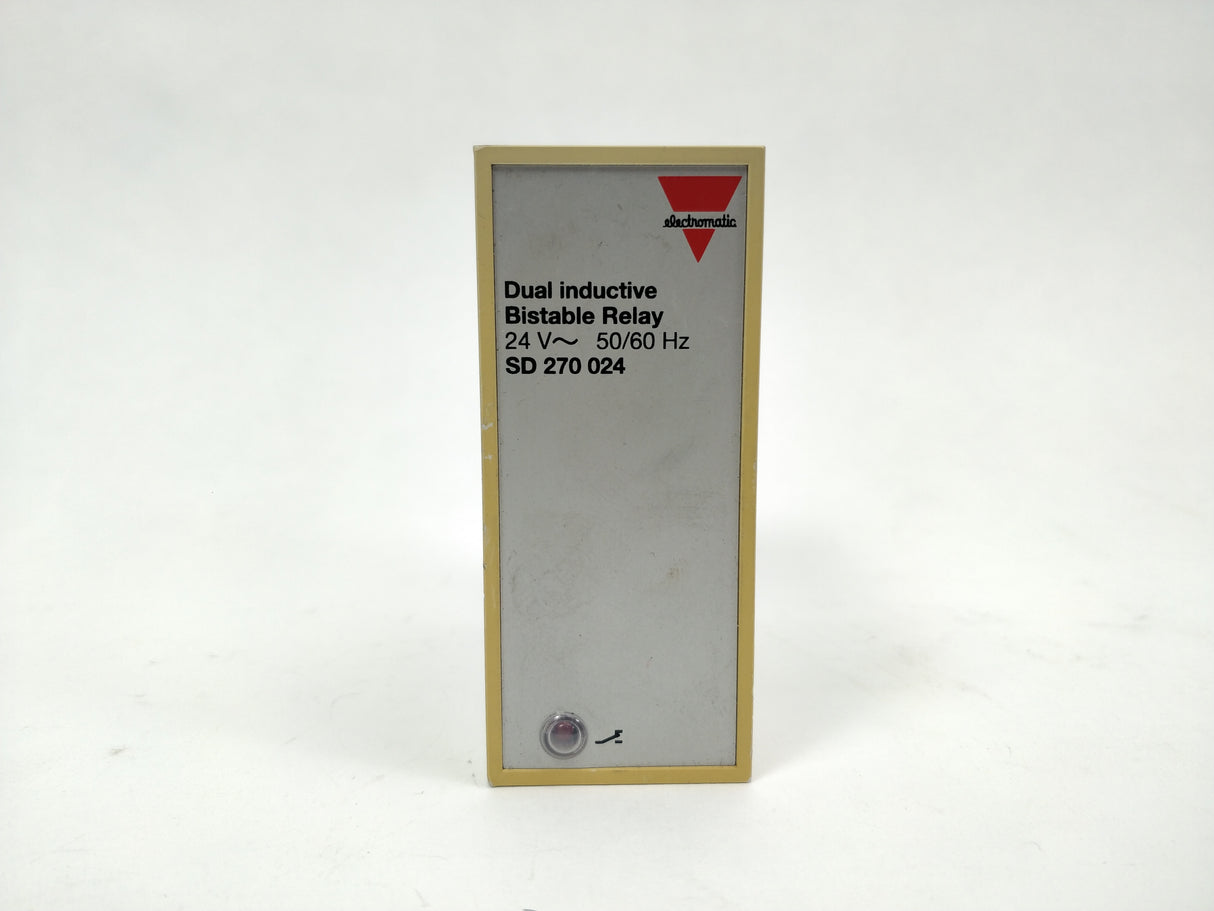 electromatic
Dual inductive
Bistable Relay
24 V~ 50/60 Hz
SD 270 024